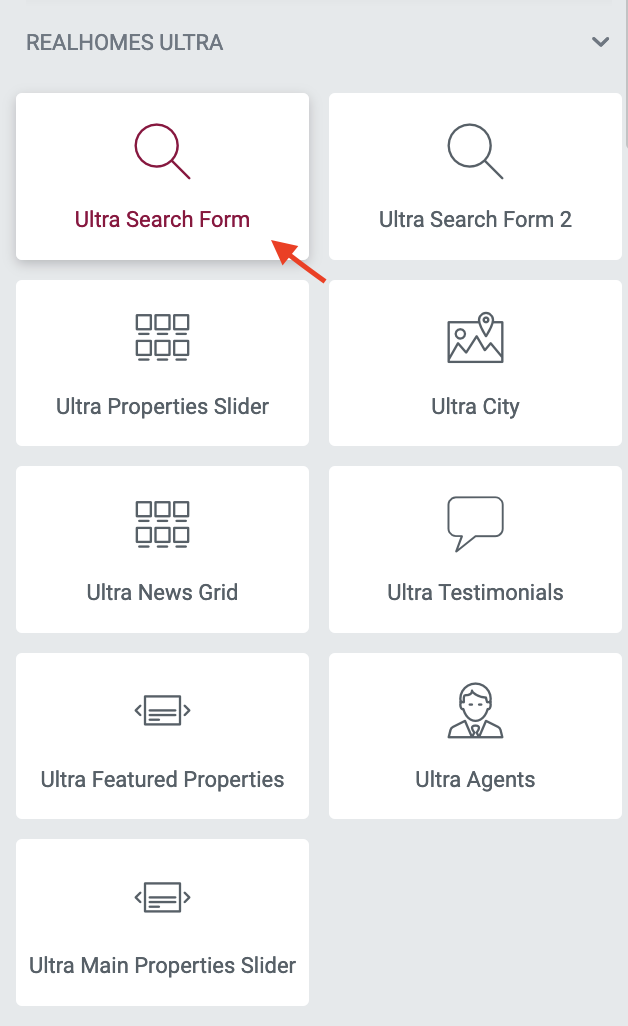 REALHOMES ULTRA
Ultra Search Form
Ultra Search Form 2
Ultra Properties Slider
Ultra City
Ultra News Grid
Ultra Testimonials
Ultra Featured Properties
Ultra Agents
Ultra Main Properties Slider